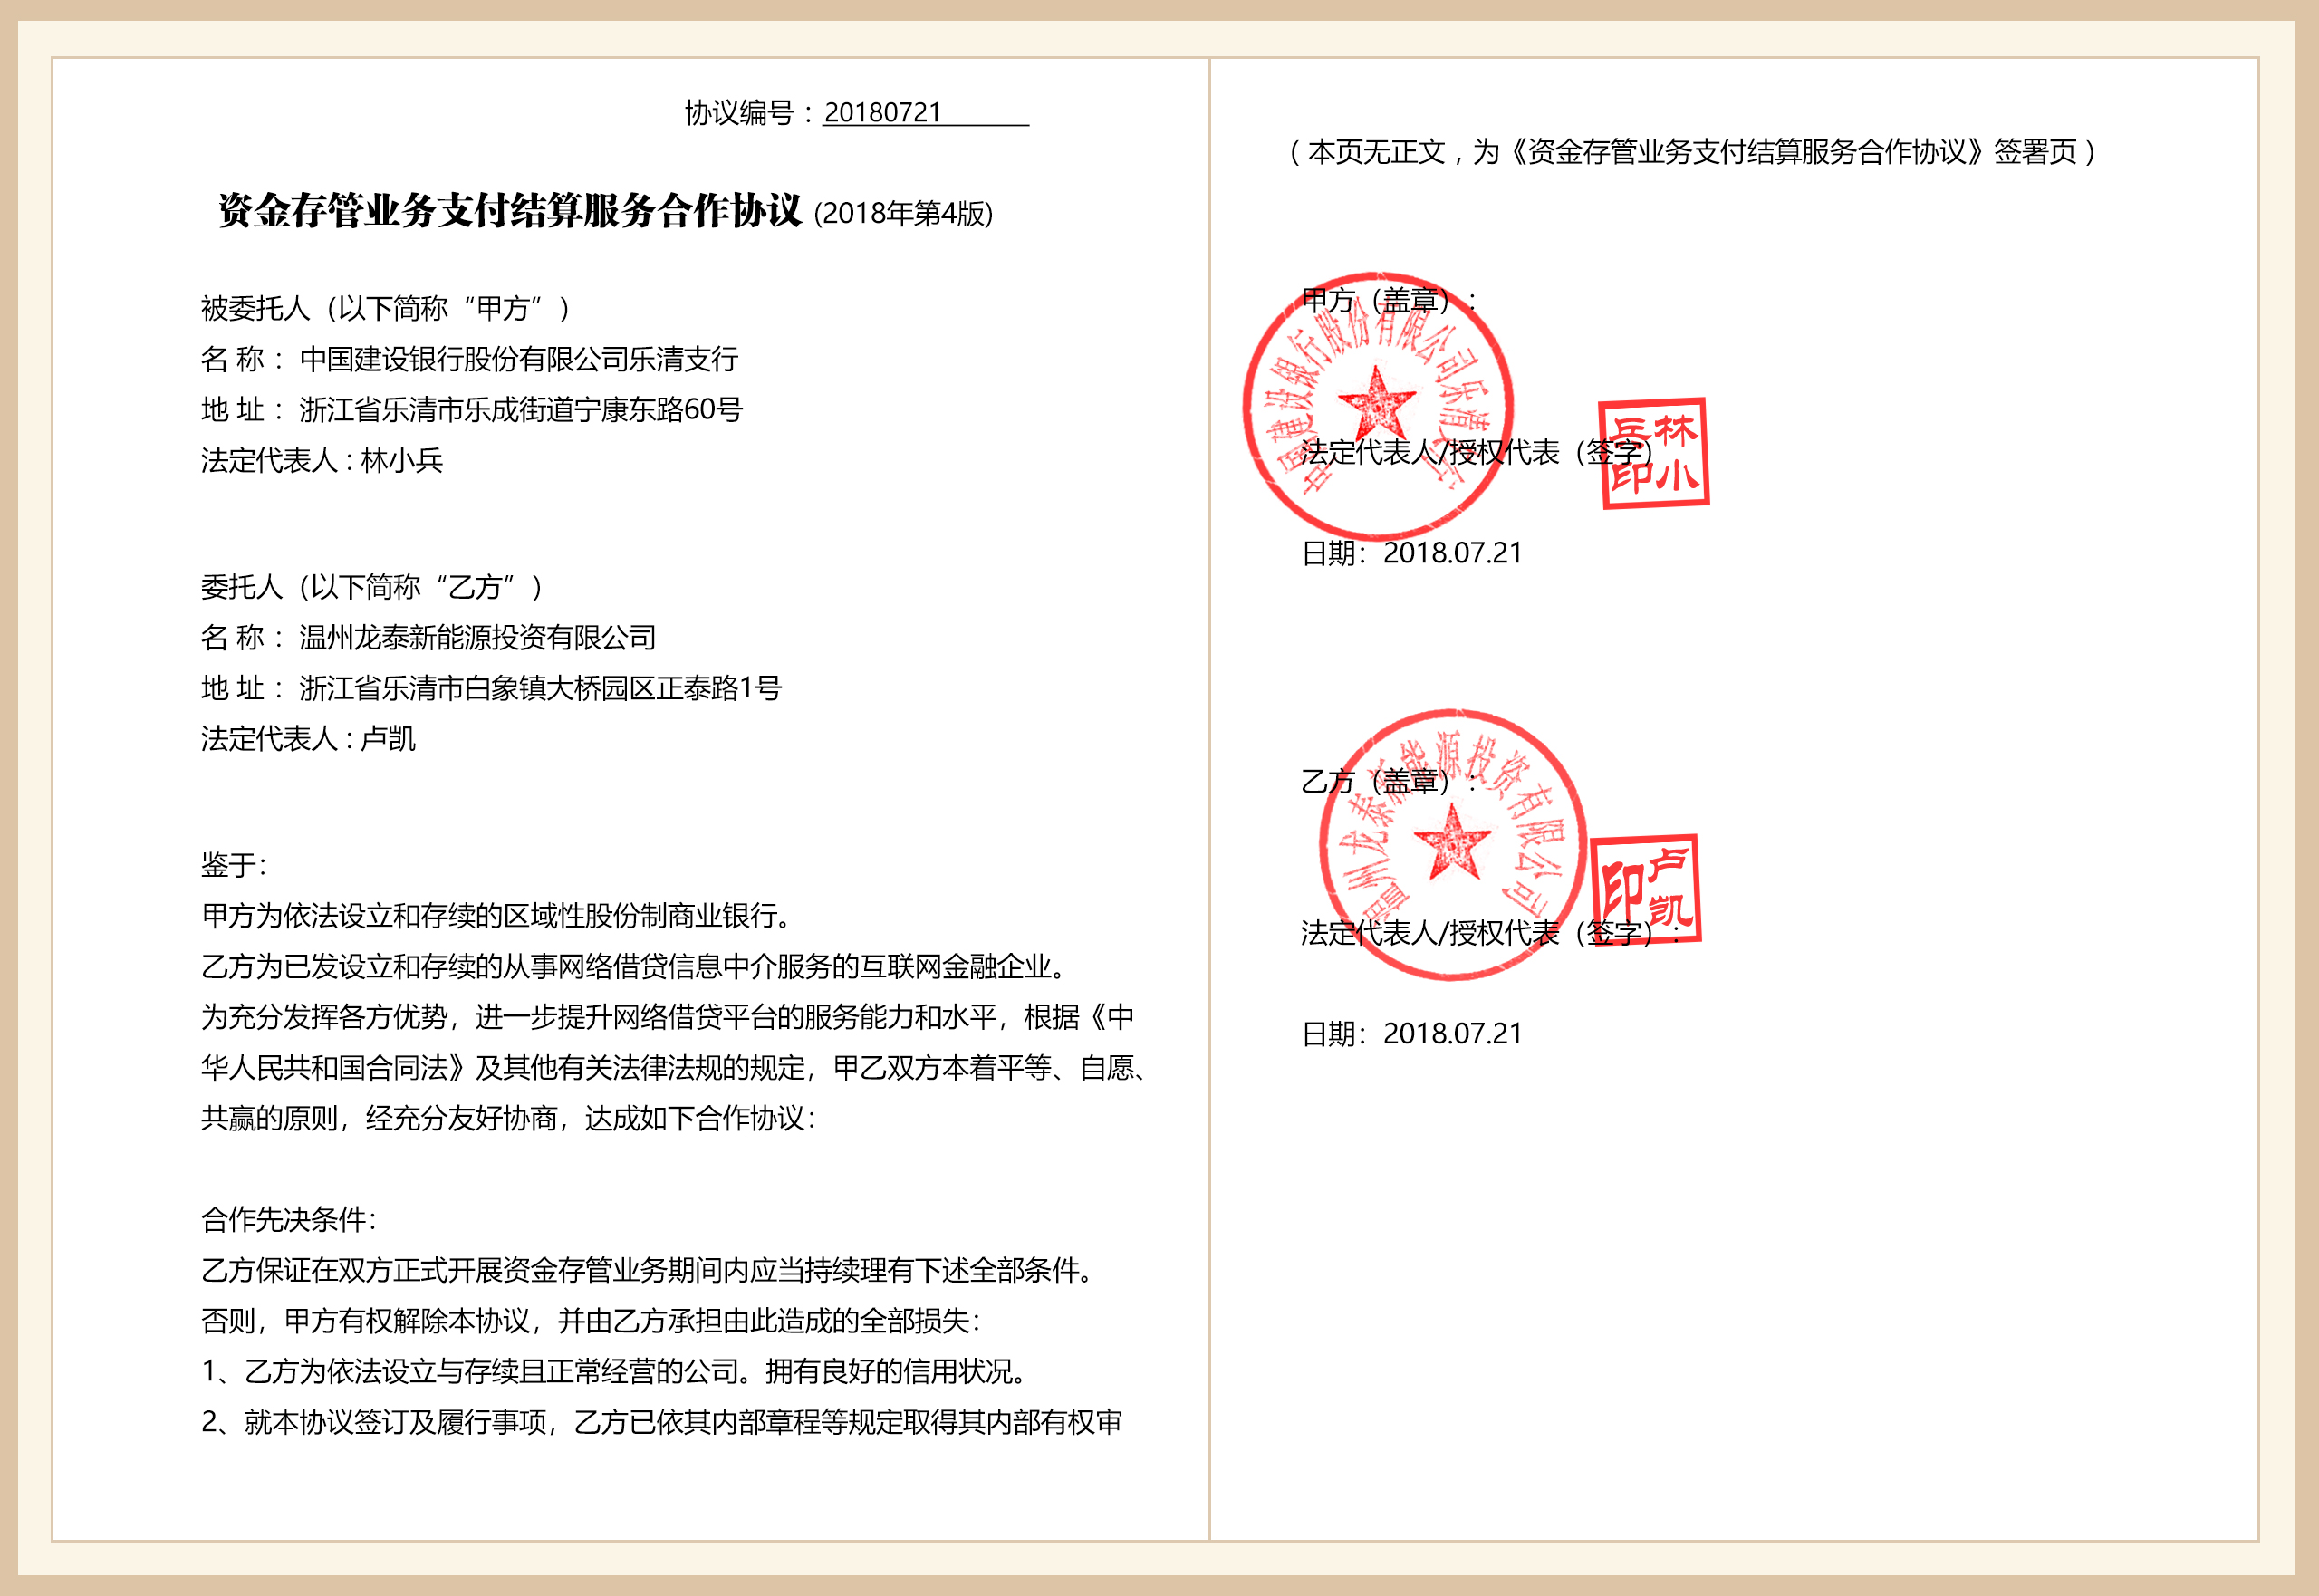 协议编号：20180721
资金存管业务支付结算服务合作协议 (2018年第4版)
被委托人（以下简称“甲方”）
名 称： 中国建设银行股份有限公司乐清支行
地 址： 浙江省乐清市乐成街道宁康东路60号
法定代表人：林小兵
委托人（以下简称“乙方”）
名 称： 温州龙泰新能源投资有限公司
地 址： 浙江省乐清市白象镇大桥园区正泰路1号
法定代表人：卢凯
鉴于：
甲方为依法设立和存续的区域性股份制商业银行。
乙方为已发设立和存续的从事网络借贷信息中介服务的互联网金融企业。
为充分发挥各方优势，进一步提升网络借贷平台的服务能力和水平，根据《中
华人民共和国合同法》及其他有关法律法规的规定，甲乙双方本着平等、自愿、
共赢的原则，经充分友好协商，达成如下合作协议：
合作先决条件：
乙方保证在双方正式开展资金存管业务期间内应当持续理有下述全部条件。
否则，甲方有权解除本协议，并由乙方承担由此造成的全部损失：
1、乙方为依法设立与存续且正常经营的公司。拥有良好的信用状况。
2、就本协议签订及履行事项，乙方已依其内部章程等规定取得其内部有权审
（本页无正文，为《资金存管业务支付结算服务合作协议》签署页）
甲方（盖章）：
中国建设银行股份有限公司乐清支行
法定代表人/授权代表（签字）
林小兵印
日期：2018.07.21
乙方（盖章）：
温州龙泰新能源投资有限公司
法定代表人/授权代表（签字）：
卢凯印
日期：2018.07.21